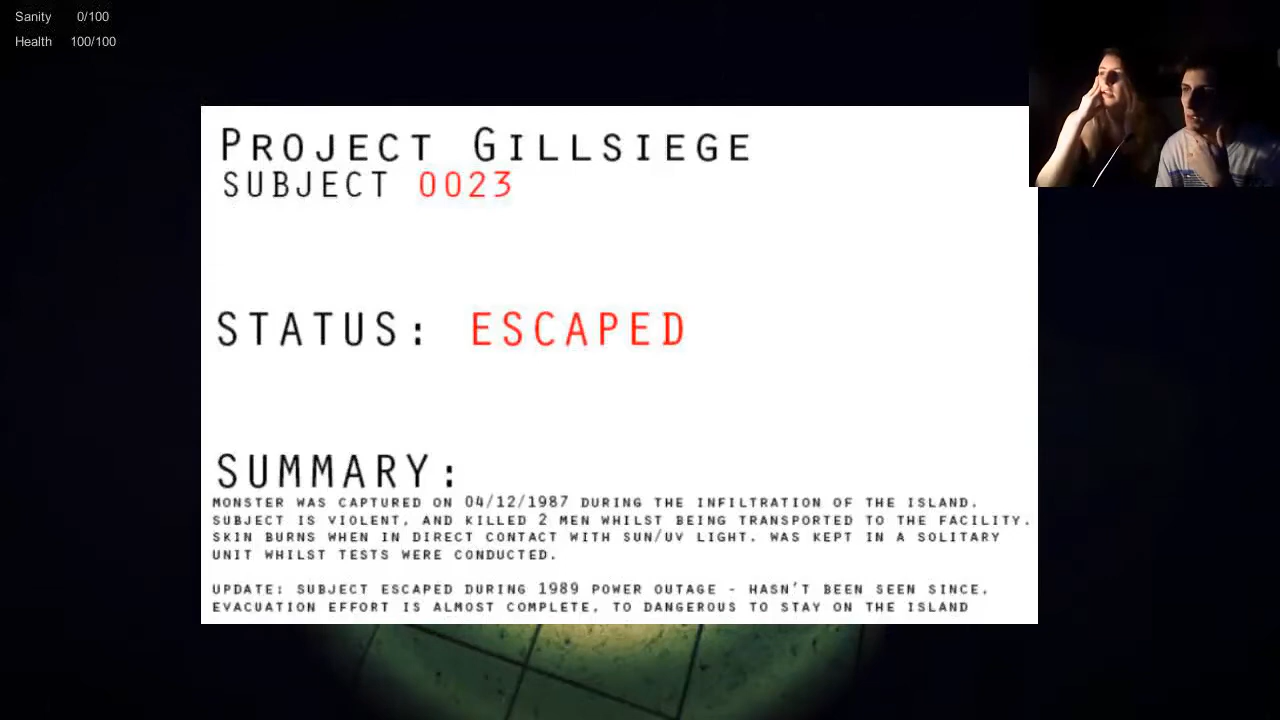 Sanity 0/100
Health 100/100
PROJECT GILLSIEGE
SUBJECT 0023
STATUS: ESCAPED
SUMMARY:
MONSTER WAS CAPTURED ON 04/12/1987 DURING THE INFILTRATION OF THE ISLAND.
SUBJECT IS VIOLENT, AND KILLED 2 MEN WHILST BEING TRANSPORTED TO THE FACILITY.
SKIN BURNS WHEN IN DIRECT CONTACT WITH SUN/UV LIGHT. WAS KEPT IN A SOLITARY
UNIT WHILST TESTS WERE CONDUCTED.
UPDATE: SUBJECT ESCAPED DURING 1989 POWER OUTAGE - HASN'T BEEN SEEN SINCE.
EVACUATION EFFORT IS ALMOST COMPLETE, TO DANGEROUS TO STAY ON THE ISLAND